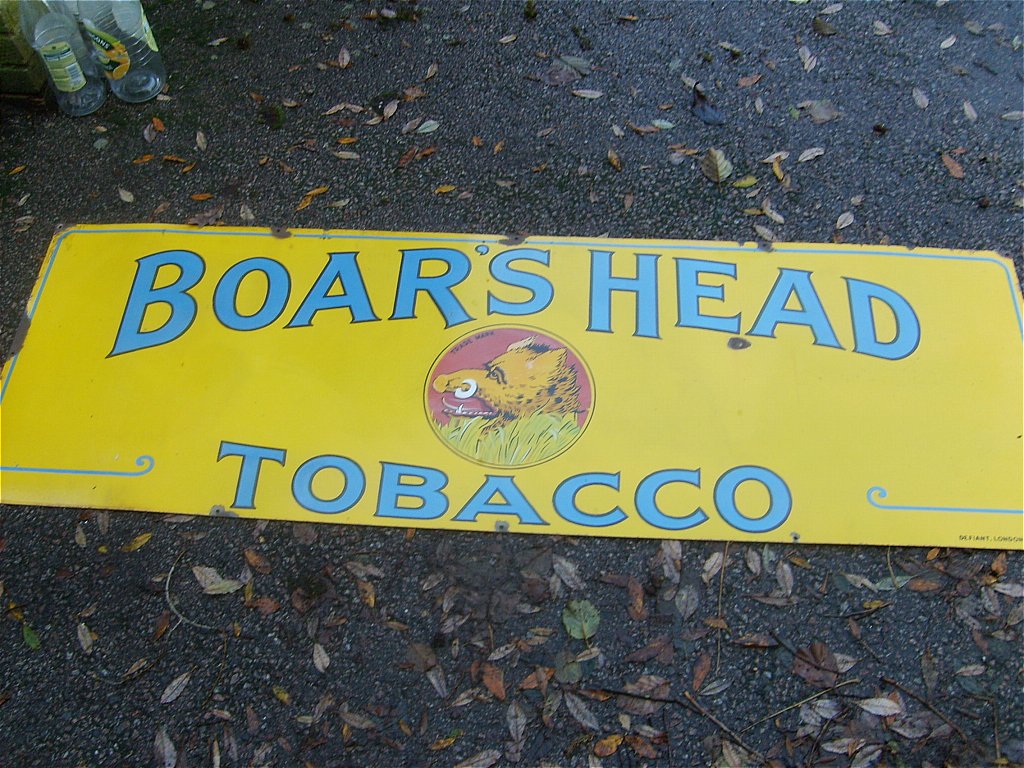 BOAR'S HEAD
TRADE MARK
TOBACCO
DEFIANT. LONDON